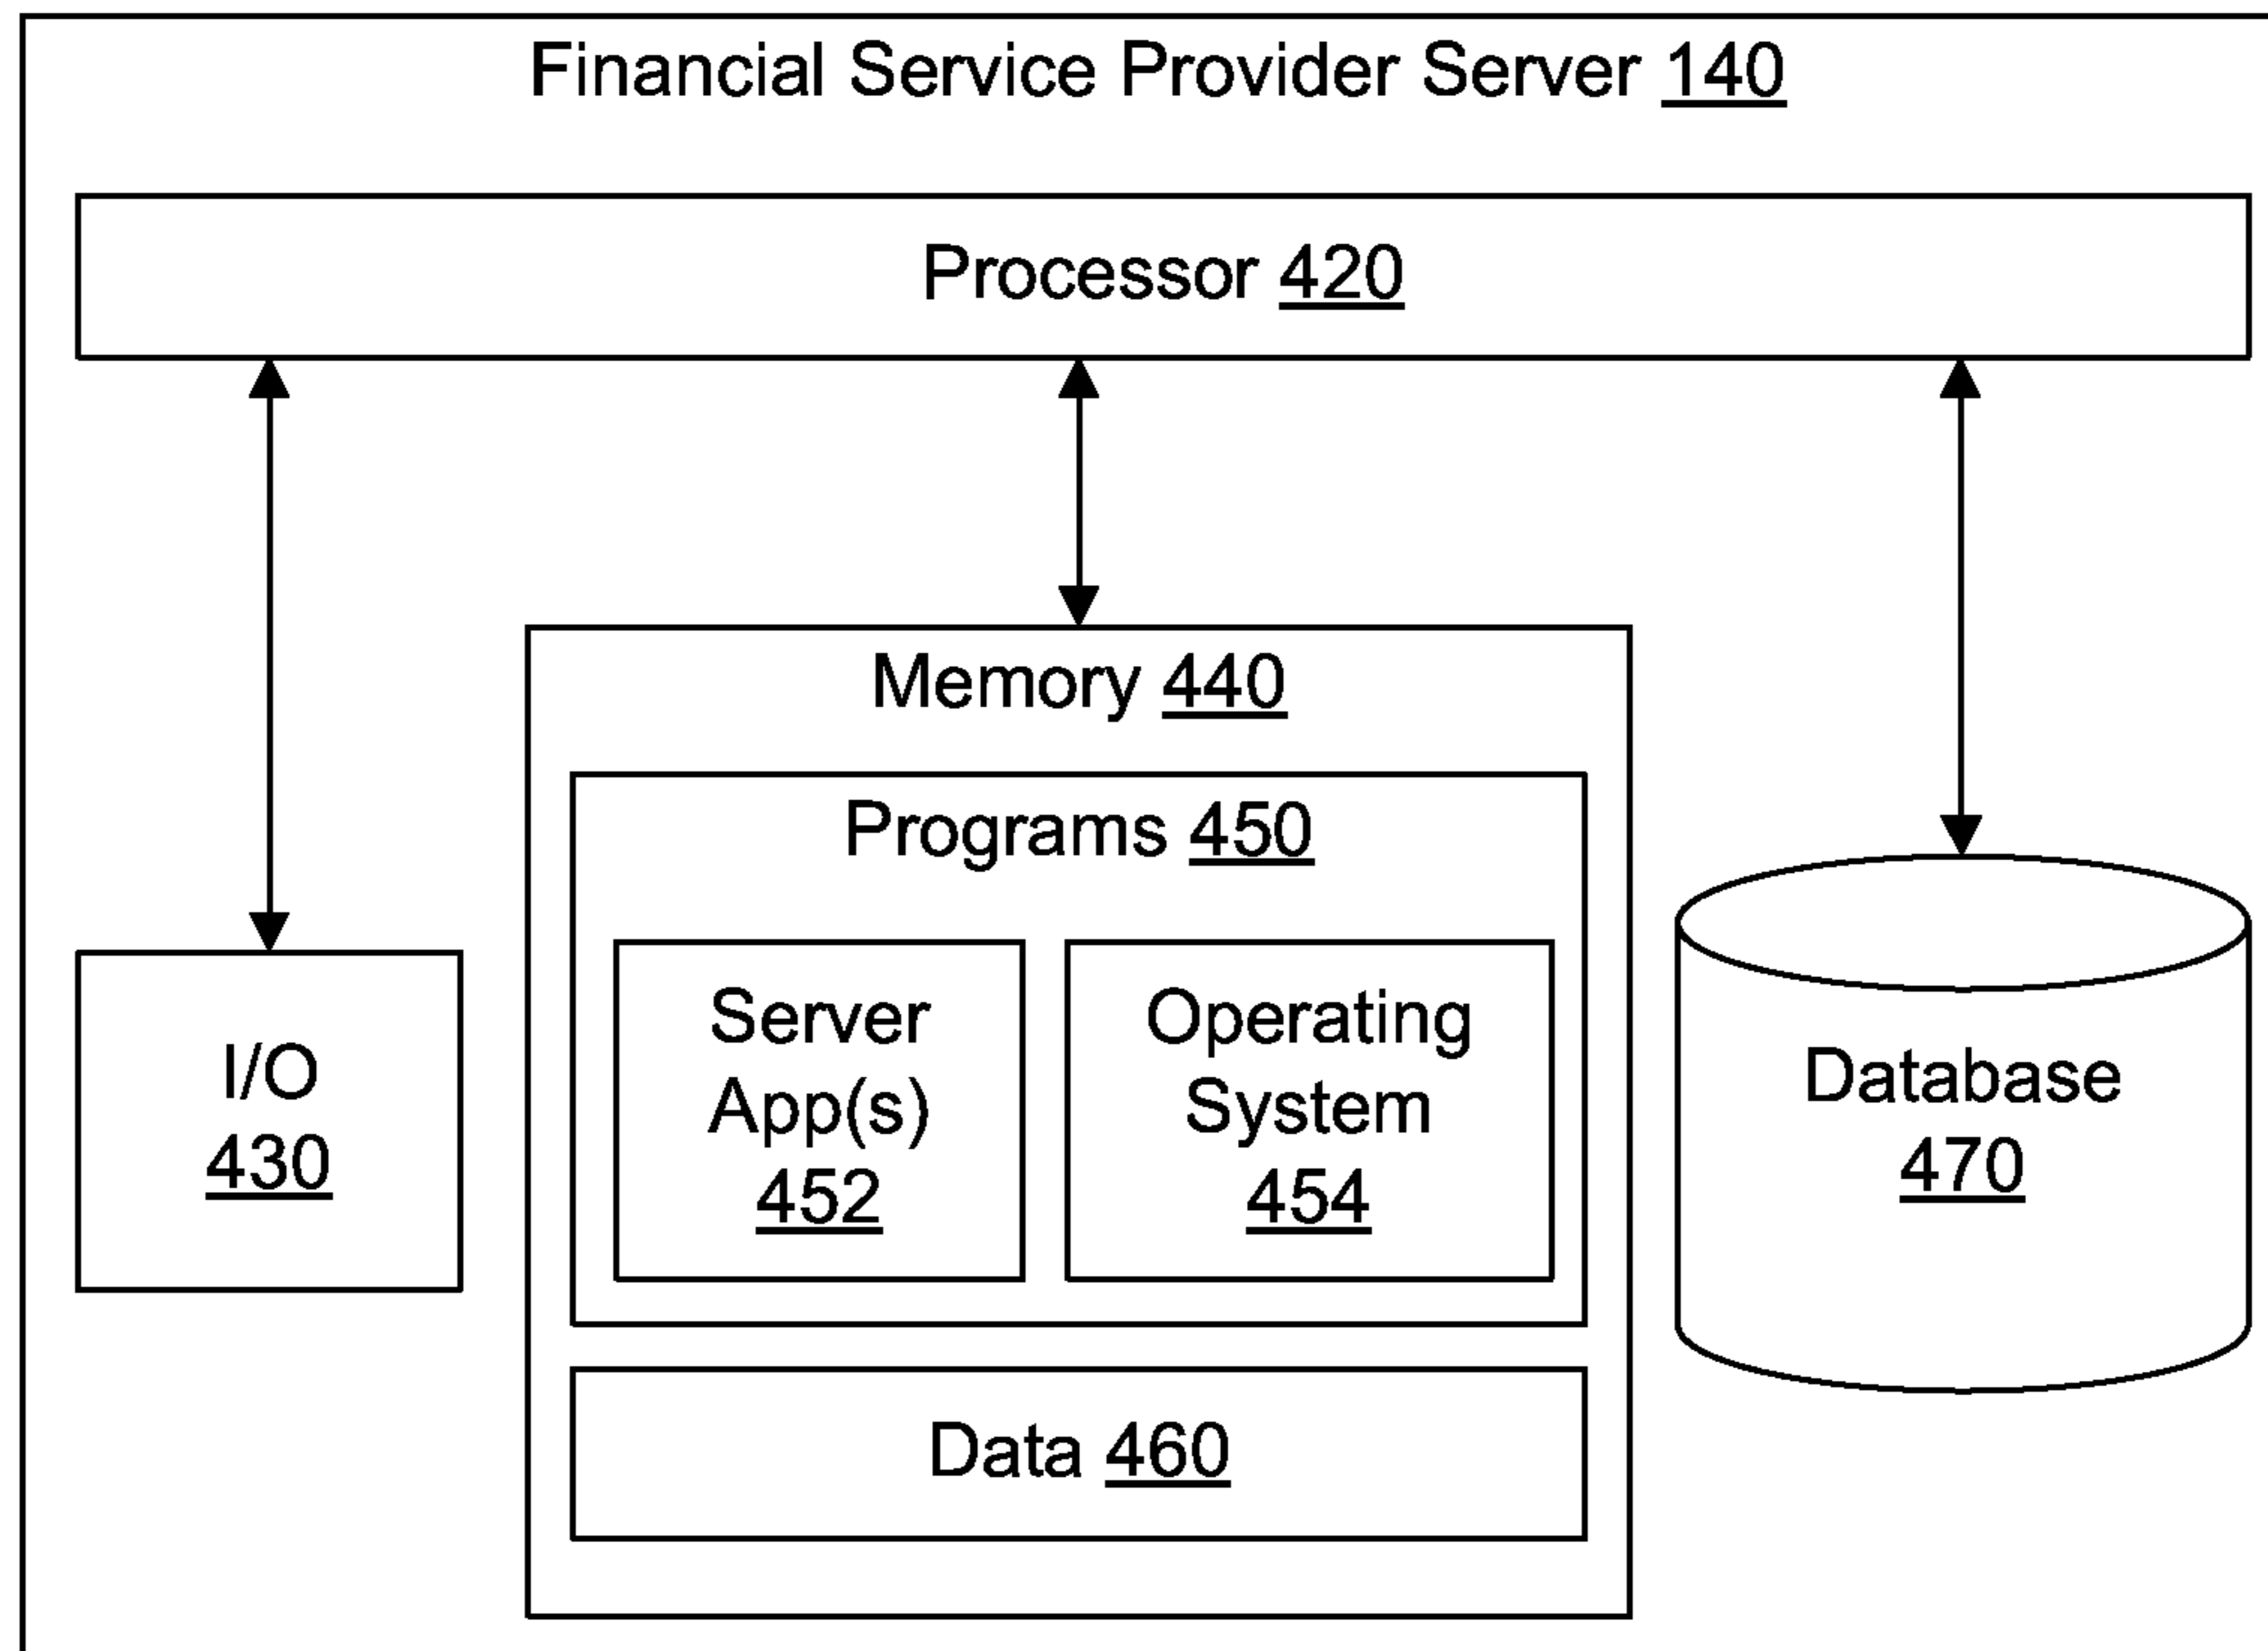 Financial Service Provider Server 140
Processor 420
Memory 440
Programs 450
Server
App(s)
452
Operating
System
454
I/O
430
Database
470
Data 460